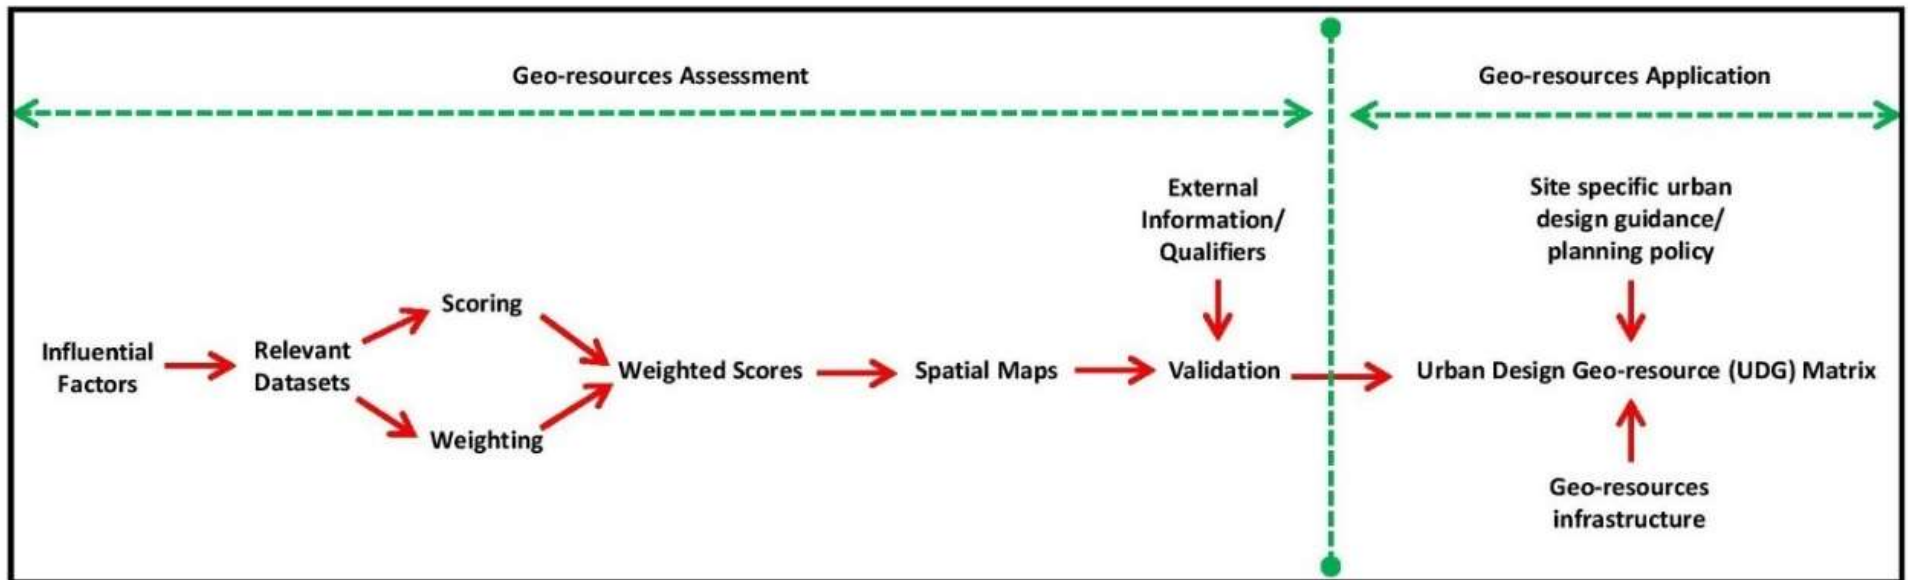 Geo-resources Assessment
Geo-resources Application
External
Information/
Qualifiers
Site specific urban
design guidance/
planning policy
Scoring
Influential
Factors
Relevant
Datasets
Weighted Scores
Spatial Maps
Validation
Urban Design Geo-resource (UDG) Matrix
Weighting
Geo-resources
infrastructure